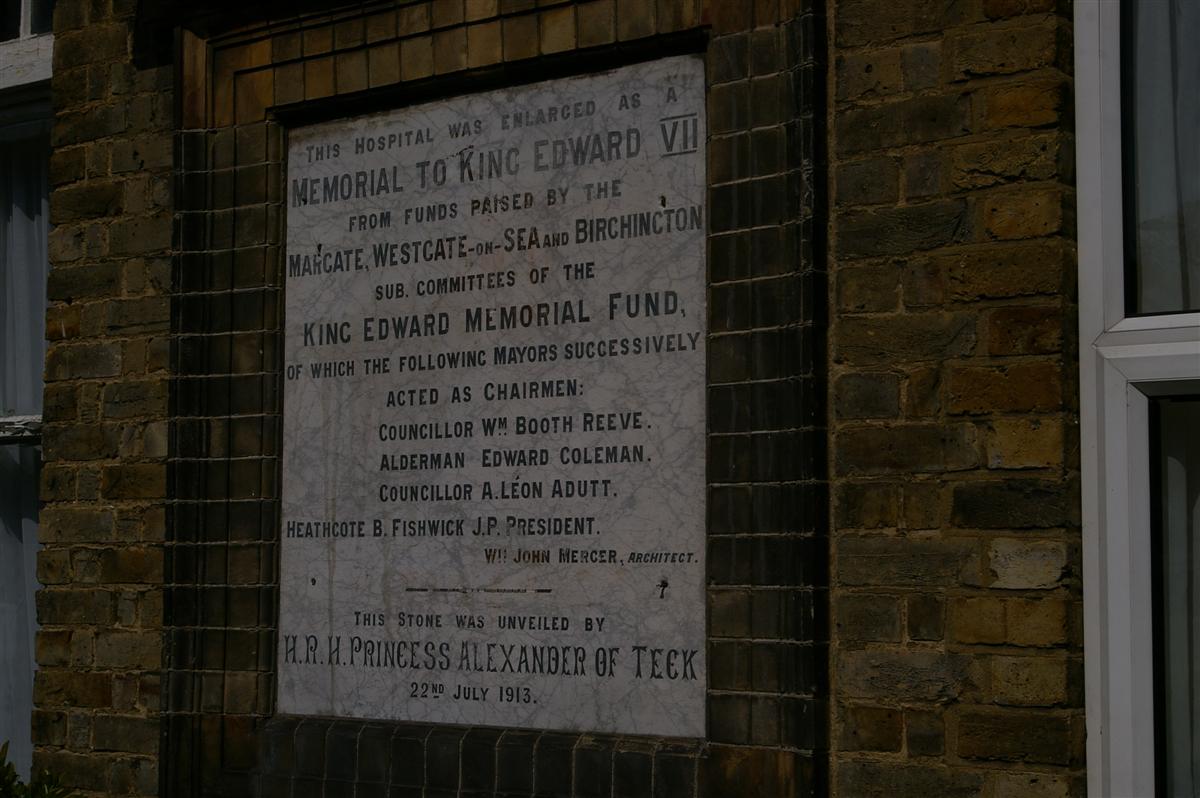 THIS HOSPITAL WAS ENLARGED AS A
MEMORIAL TO KING EDWARD VII
FROM FUNDS RAISED BY THE
MARGATE, WESTGATE-ON-SEA AND BIRCHINGTON
SUB. COMMITTEES OF THE
KING EDWARD MEMORIAL FUND,
OF WHICH THE FOLLOWING MAYORS SUCCESSIVELY
ACTED AS CHAIRMEN:
COUNCILLOR WM BOOTH REEVE.
ALDERMAN EDWARD COLEMAN.
COUNCILLOR A. LÉON ADUTT.
HEATHCOTE B. FISHWICK J.P. PRESIDENT.
WM JOHN MERCER, ARCHITECT.
THIS STONE WAS UNVEILED BY
H.R.H. PRINCESS ALEXANDER OF TECK
22ND JULY 1913.